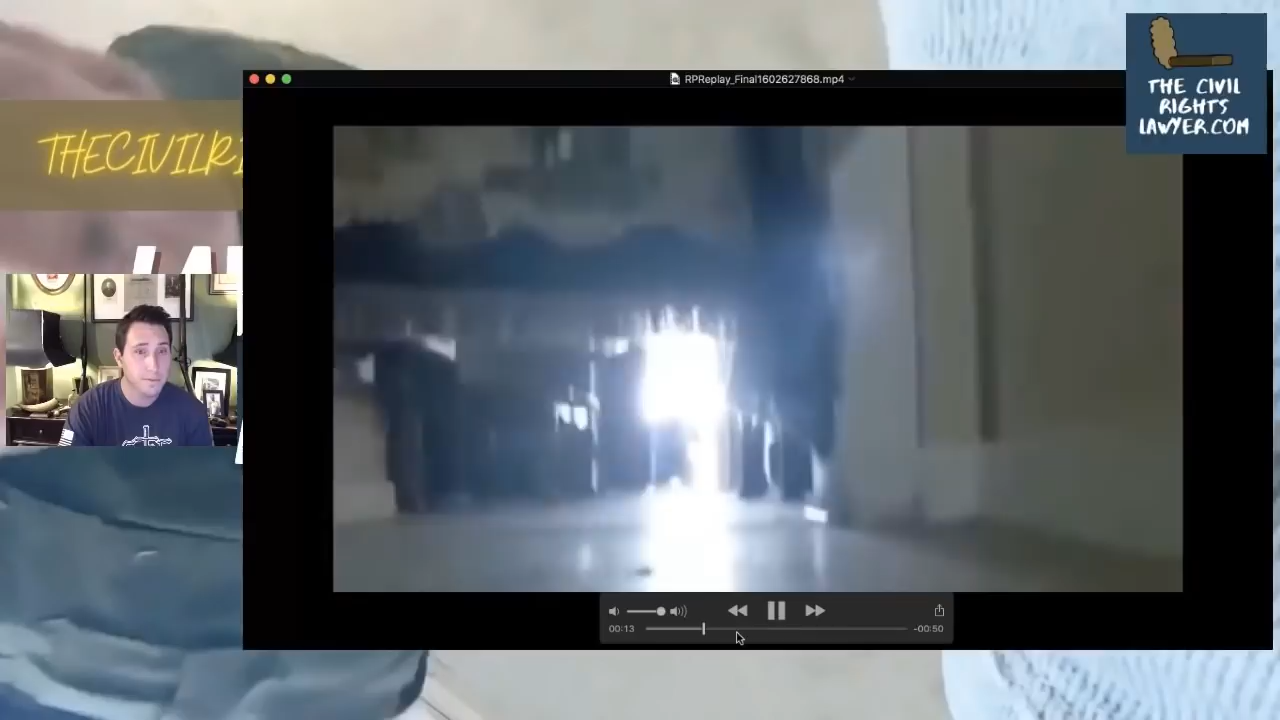 RPReplay_Final1602627868.mp4
THE CIVIL
RIGHTS
LAWYER.COM
THECIVILRI
00:13
-00:50